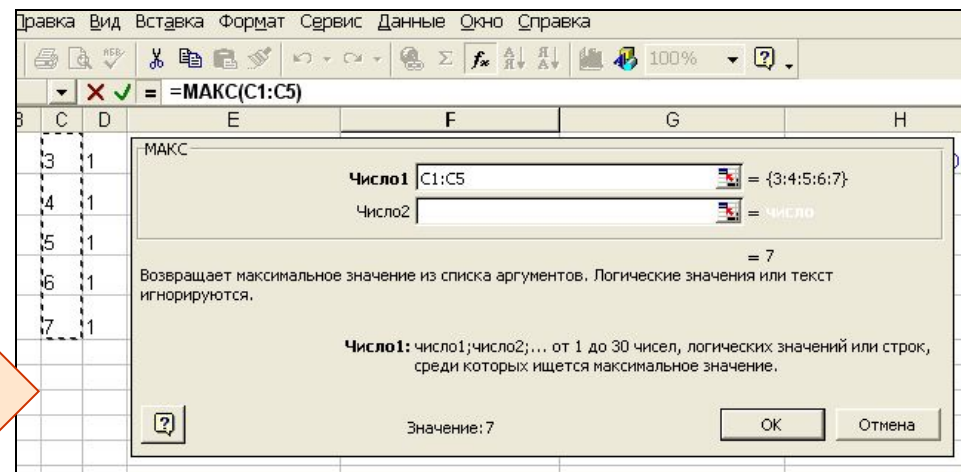 Правка Вид Вставка Формат Сервис Данные Окно Справка
100%
= =МАКС(C1:C5)
B C D E F G H
МАКС
Число1 C1:C5 = {3:4:5:6:7}
Число2 = число
= 7
3 1
4 1
5 1
6 1
7 1
Возвращает максимальное значение из списка аргументов. Логические значения или текст
игнорируются.
Число1: число1;число2;... от 1 до 30 чисел, логических значений или строк,
среди которых ищется максимальное значение.
Значение:7
OK Отмена